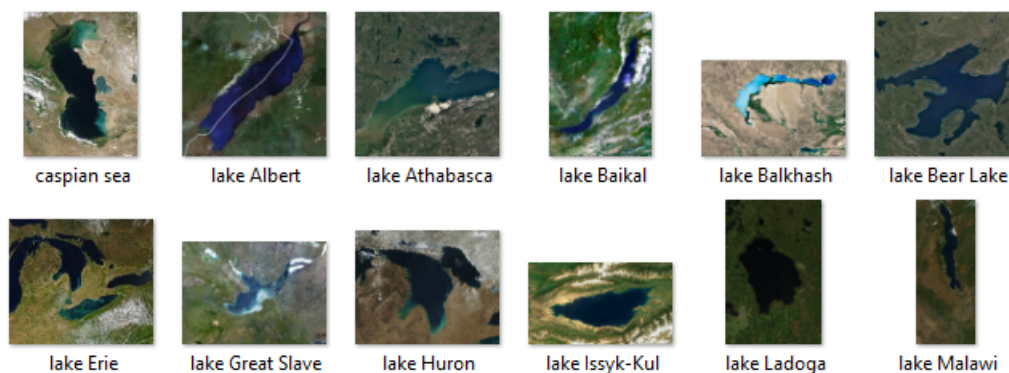 caspian sea
lake Albert
lake Athabasca
lake Baikal
lake Balkhash
lake Bear Lake
lake Erie
lake Great Slave
lake Huron
lake Issyk-Kul
lake Ladoga
lake Malawi